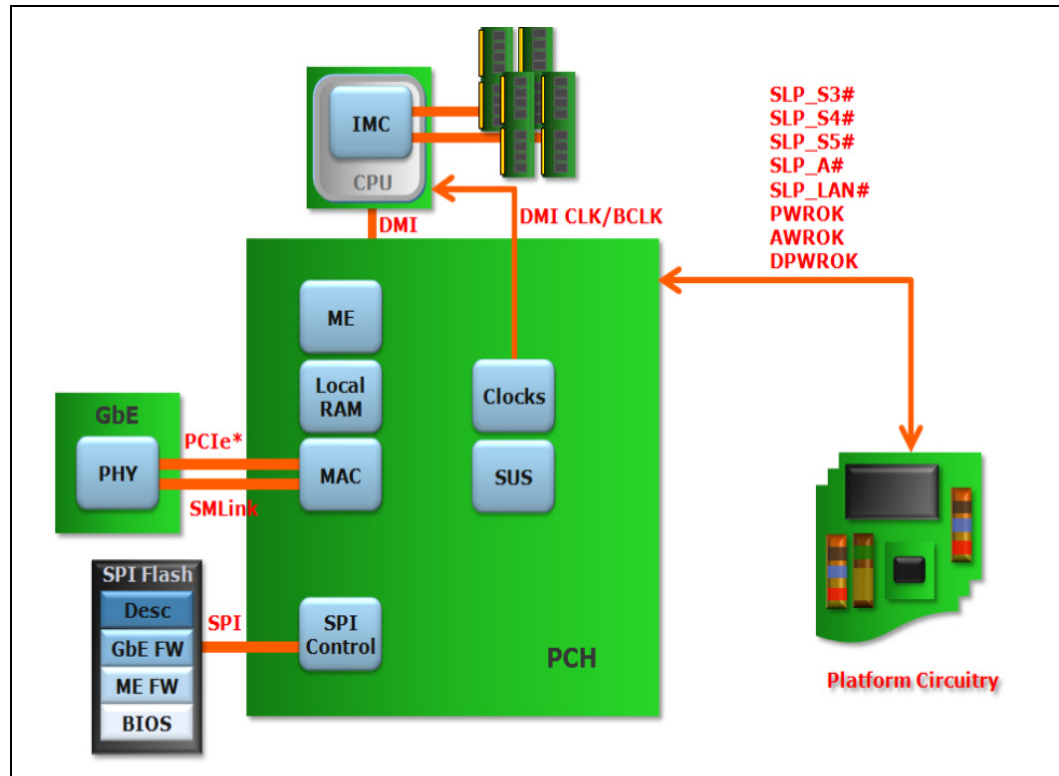 IMC
CPU
SLP_S3#
SLP_S4#
SLP_S5#
SLP_A#
SLP_LAN#
PWROK
AWROK
DPWROK
DMI
DMI CLK/BCLK
ME
Local
RAM
Clocks
GbE
PHY
PCIe*
SMLink
MAC
SUS
SPI Flash
Desc
GbE FW
ME FW
BIOS
SPI
SPI
Control
PCH
Platform Circuitry